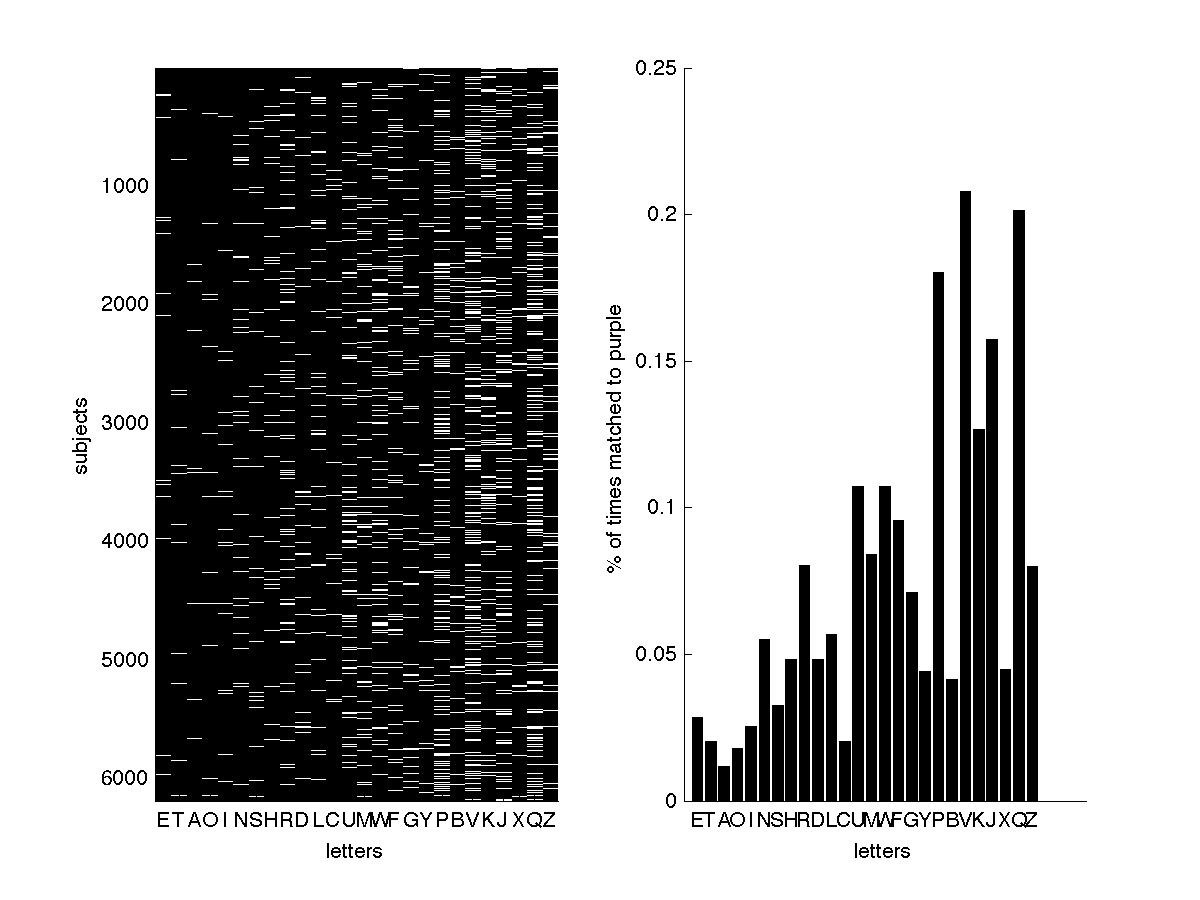 1000
2000
3000
4000
5000
6000
subjects
ETAOINSHRDLCUMWFGYPBVKJXQZ
letters
0.25
0.2
0.15
0.1
0.05
0
% of times matched to purple
ETAOINSHRDLCUMWFGYPBVKJXQZ
letters